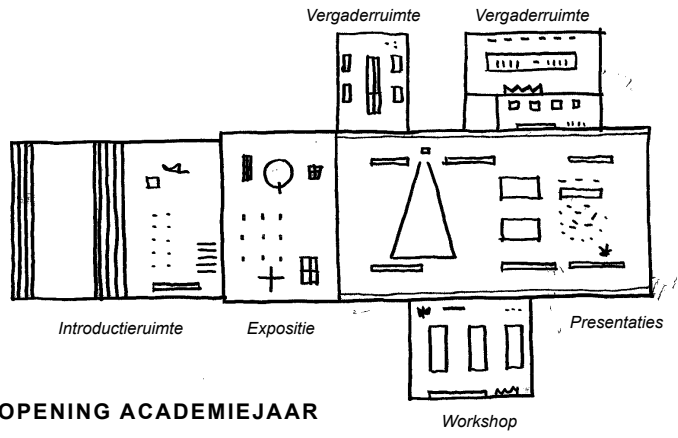 Vergaderruimte
Vergaderruimte
Introductieruimte
Expositie
Presentaties
OPENING ACADEMIEJAAR
Workshop